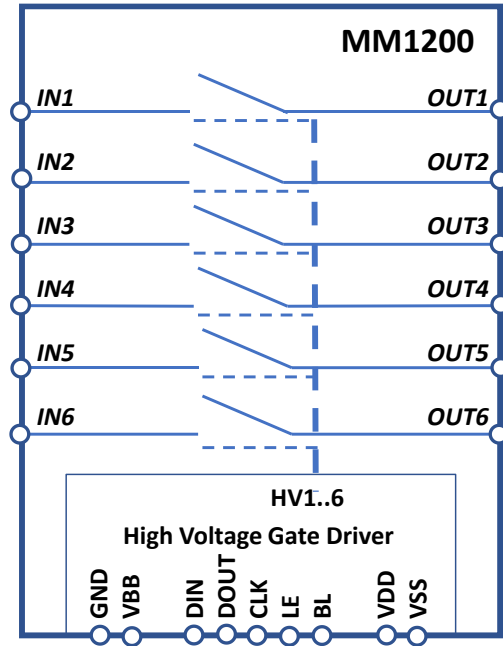 MM1200
IN1 OUT1
IN2 OUT2
IN3 OUT3
IN4 OUT4
IN5 OUT5
IN6 OUT6
HV1..6
High Voltage Gate Driver
GND VBB DIN DOUT CLK LE BL VDD VSS